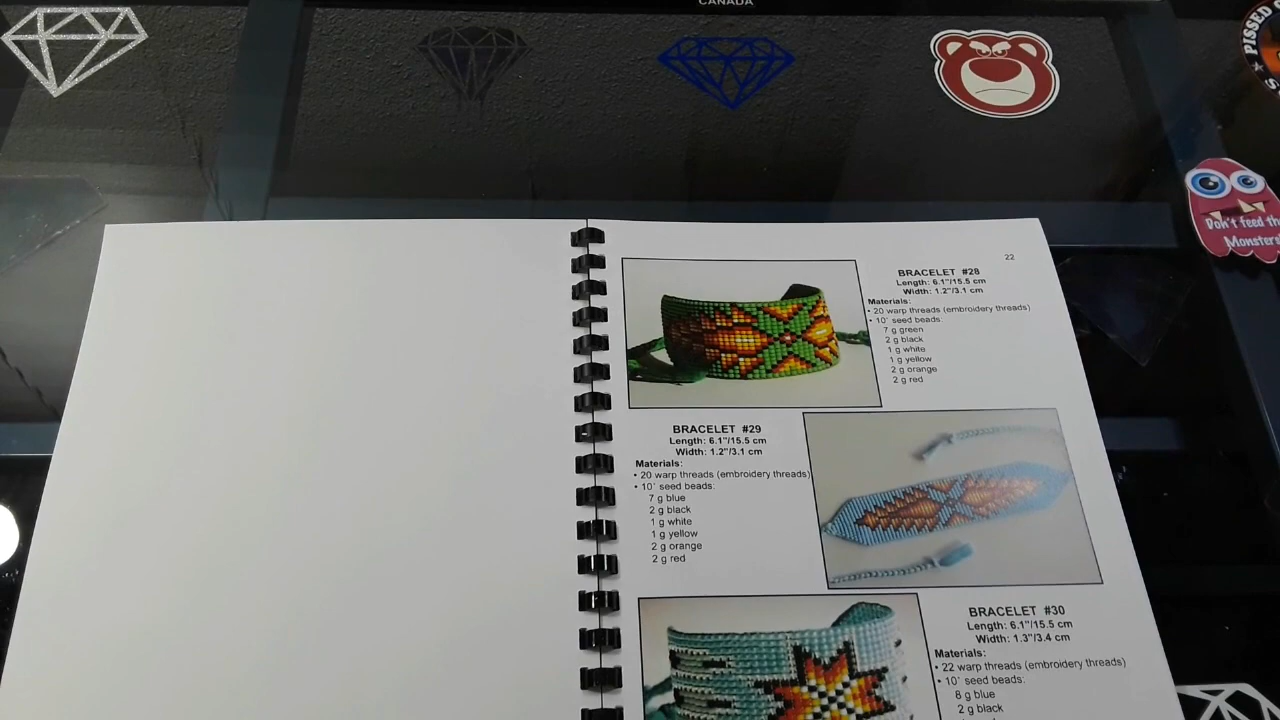 CANADA
PISSED
Don't feed the
Monsters!
22
BRACELET #28
Length: 6.1"/15.5 cm
Width: 1.2"/3.1 cm
Materials:
• 20 warp threads (embroidery threads)
• 10˚ seed beads:
7 g green
2 g black
1 g white
1 g yellow
2 g orange
2 g red
BRACELET #29
Length: 6.1"/15.5 cm
Width: 1.2"/3.1 cm
Materials:
• 20 warp threads (embroidery threads)
• 10˚ seed beads:
7 g blue
2 g black
1 g white
1 g yellow
2 g orange
2 g red
BRACELET #30
Length: 6.1"/15.5 cm
Width: 1.3"/3.4 cm
Materials:
• 22 warp threads (embroidery threads)
• 10˚ seed beads:
8 g blue
2 g black